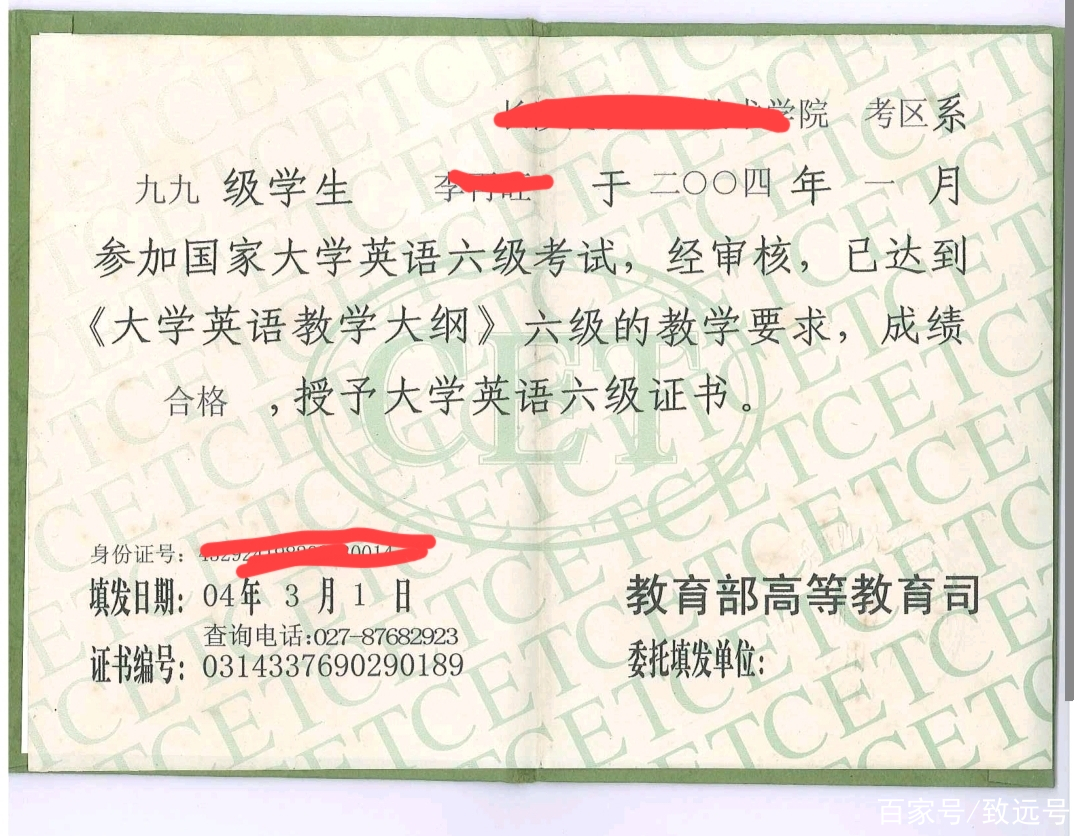 学院 考区系
九九 级学生 于 二〇〇四 年 一 月
参加国家大学英语六级考试，经审核，已达到
《大学英语教学大纲》六级的教学要求，成绩
合格 ，授予大学英语六级证书。
CET
身份证号：
填发日期：04年 3 月 1 日
查询电话:027-87682923
证书编号：0314337690290189
教育部高等教育司
委托填发单位：
百家号/致远号